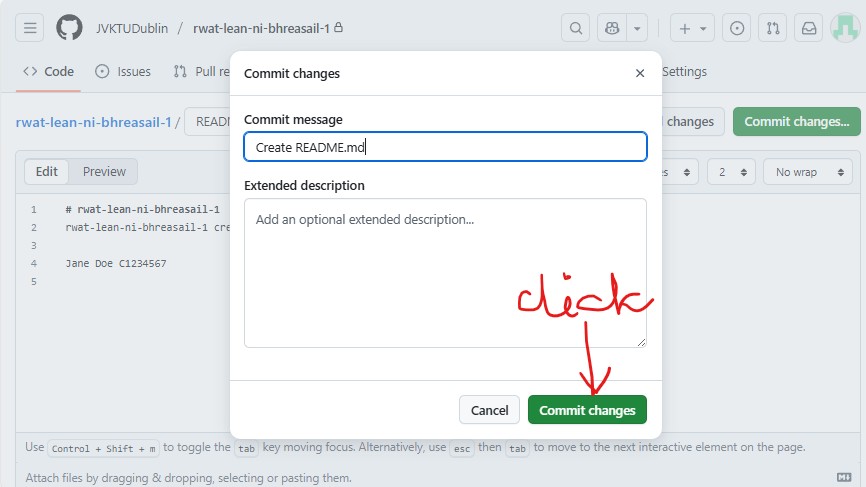 JVKTUDublin / rwat-lean-ni-bhreasail-1
Code Issues Pull re Settings
rwat-lean-ni-bhreasail-1 / READM changes Commit changes...
Edit Preview es 2 No wrap
1 # rwat-lean-ni-bhreasail-1
2 rwat-lean-ni-bhreasail-1 cre
3
4 Jane Doe C1234567
5
Commit changes
Commit message
Create README.md
Extended description
Add an optional extended description...
click
Cancel Commit changes
Use Control + Shift + m to toggle the tab key moving focus. Alternatively, use esc then tab to move to the next interactive element on the page.
Attach files by dragging & dropping, selecting or pasting them.